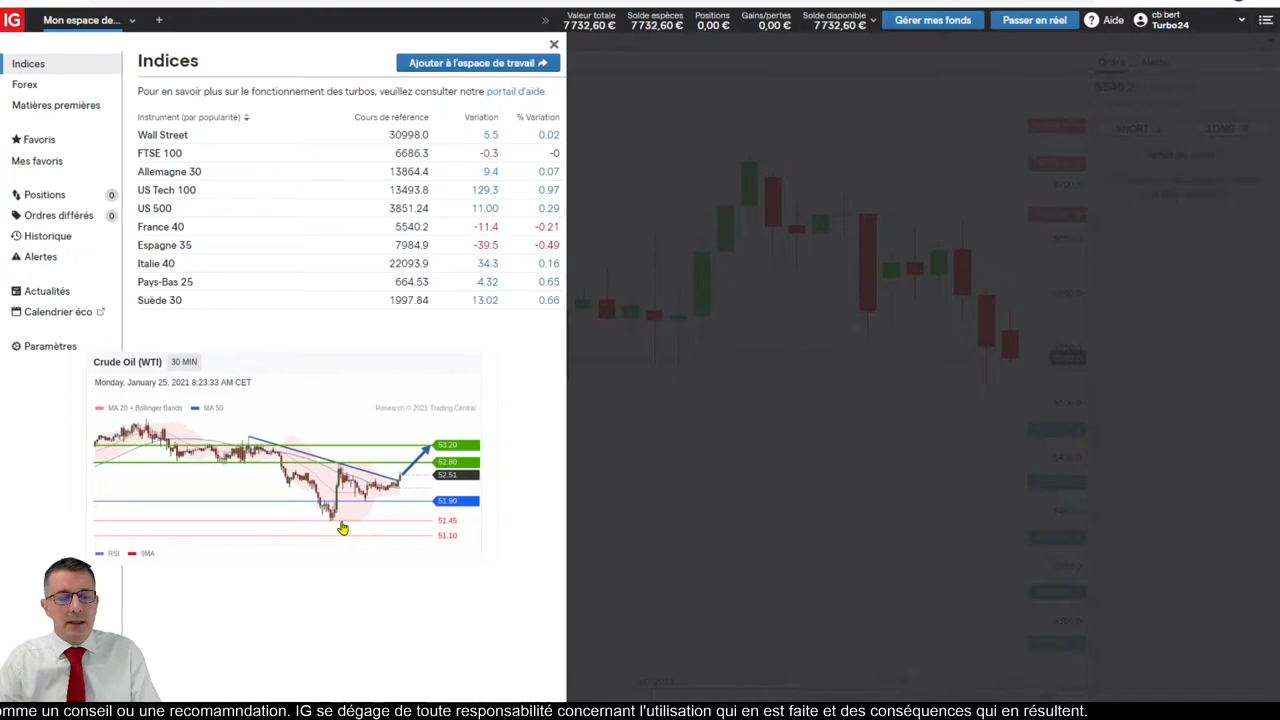 IG Mon espace de... + » Valeur totale 7732,60 € Solde espèces 7732,60 € Positions 0,00 € Gains/pertes 0,00 € Solde disponible 7732,60 € Gérer mes fonds Passer en réel ? Aide cb bert Turbo24
Indices
Forex
Matières premières
Favoris
Mes favoris
Positions 0
Ordres différés 0
Historique
Alertes
Actualités
Calendrier éco
Paramètres
Indices
Ajouter à l'espace de travail
Pour en savoir plus sur le fonctionnement des turbos, veuillez consulter notre portail d'aide.
Instrument (par popularité) Cours de référence Variation % Variation
Wall Street 30998.0 5.5 0.02
FTSE 100 6686.3 -0.3 -0
Allemagne 30 13864.4 9.4 0.07
US Tech 100 13493.8 129.3 0.97
US 500 3851.24 11.00 0.29
France 40 5540.2 -11.4 -0.21
Espagne 35 7984.9 -39.5 -0.49
Italie 40 22093.9 34.3 0.16
Pays-Bas 25 664.53 4.32 0.65
Suède 30 1997.84 13.02 0.66
Crude Oil (WTI) 30 MIN
Monday, January 25, 2021 8:23:33 AM CET
MA 20 + Bollinger Bands MA 50 Research © 2021 Trading Central
53.20
52.80
52.51
51.90
51.45
51.10
RSI 9MA
Ordre Alerte
SHORT LONG
omme un conseil ou une recomamndation. IG se dégage de toute responsabilité concernant l'utilisation qui en est faite et des conséquences qui en résultent.